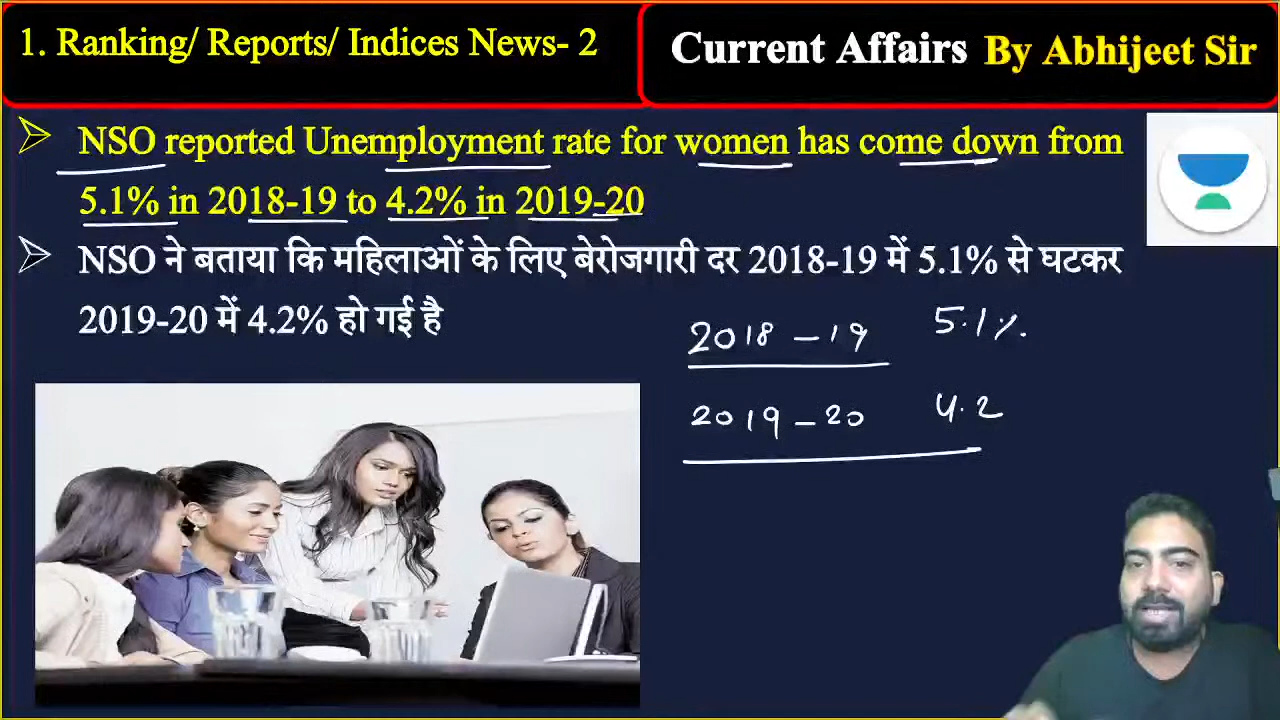 1. Ranking/ Reports/ Indices News- 2
Current Affairs By Abhijeet Sir
NSO reported Unemployment rate for women has come down from
5.1% in 2018-19 to 4.2% in 2019-20
NSO ने बताया कि महिलाओं के लिए बेरोजगारी दर 2018-19 में 5.1% से घटकर
2019-20 में 4.2% हो गई है
2018 - 19 5.1%
2019 - 20 4.2